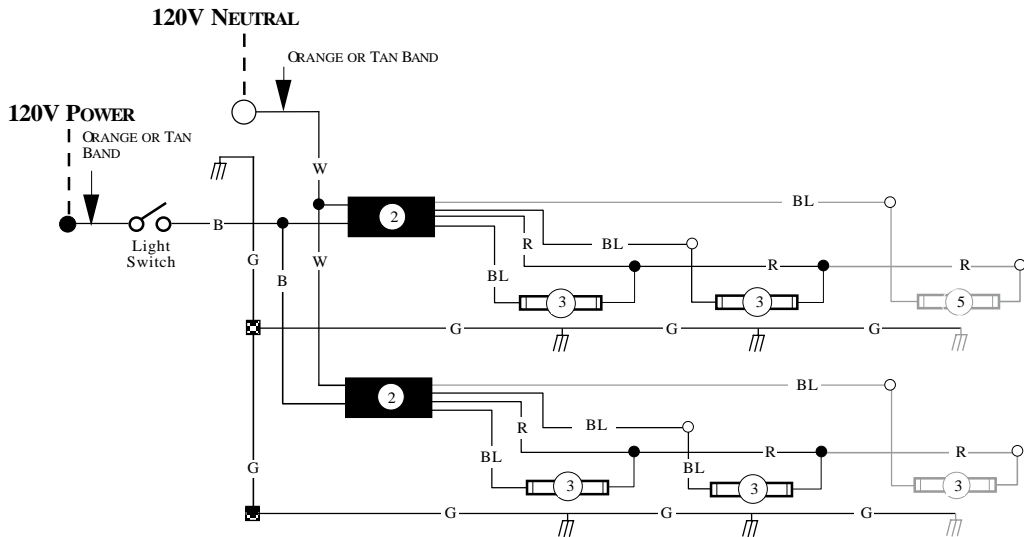 120V NEUTRAL
ORANGE OR TAN BAND
120V POWER
ORANGE OR TAN
BAND
W
BL
2
B
R
BL
Light
Switch
G
W
B
BL
R
R
3
3
5
G
G
G
BL
2
R
BL
BL
BL
R
R
G
3
3
3
G
G
G